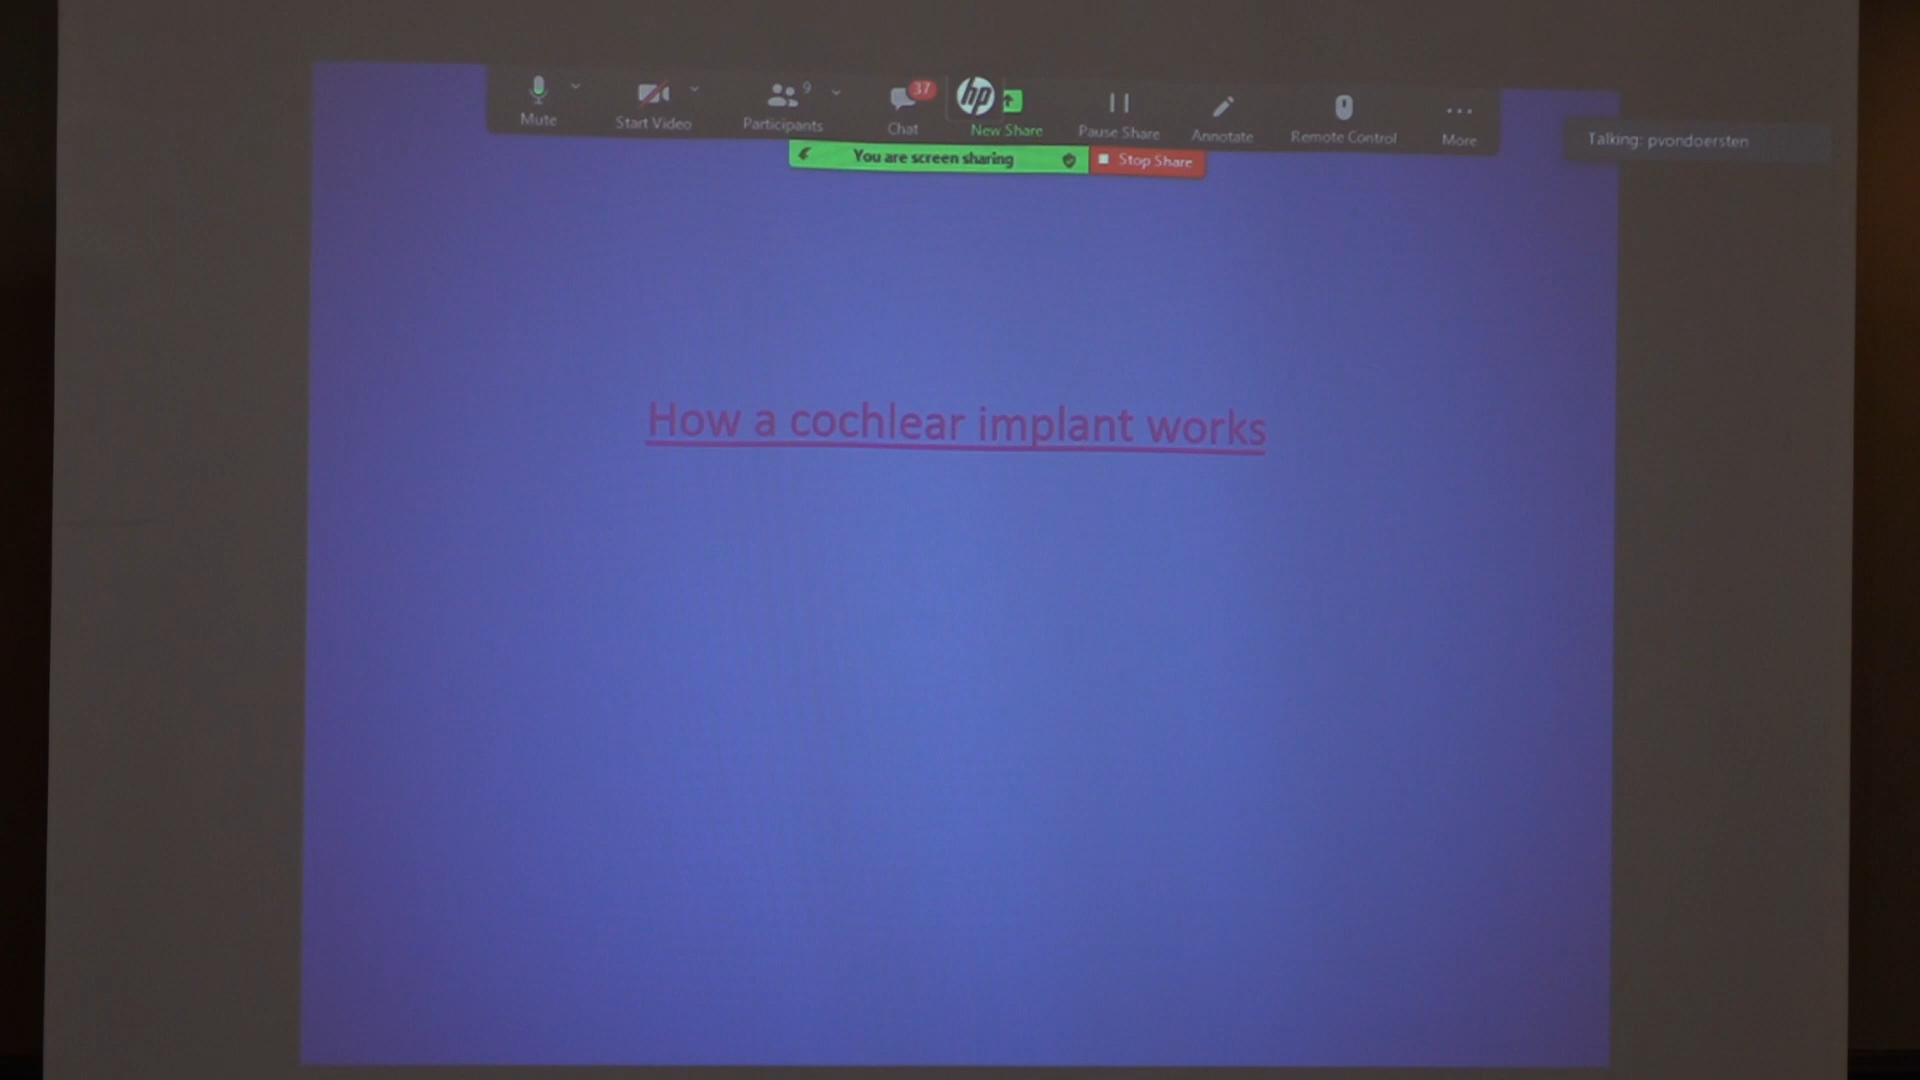 9
37
hp
Mute
Start Video
Participants
Chat
New Share
Pause Share
Annotate
Remote Control
More
Talking: pvondoersten
You are screen sharing
Stop Share
How a cochlear implant works